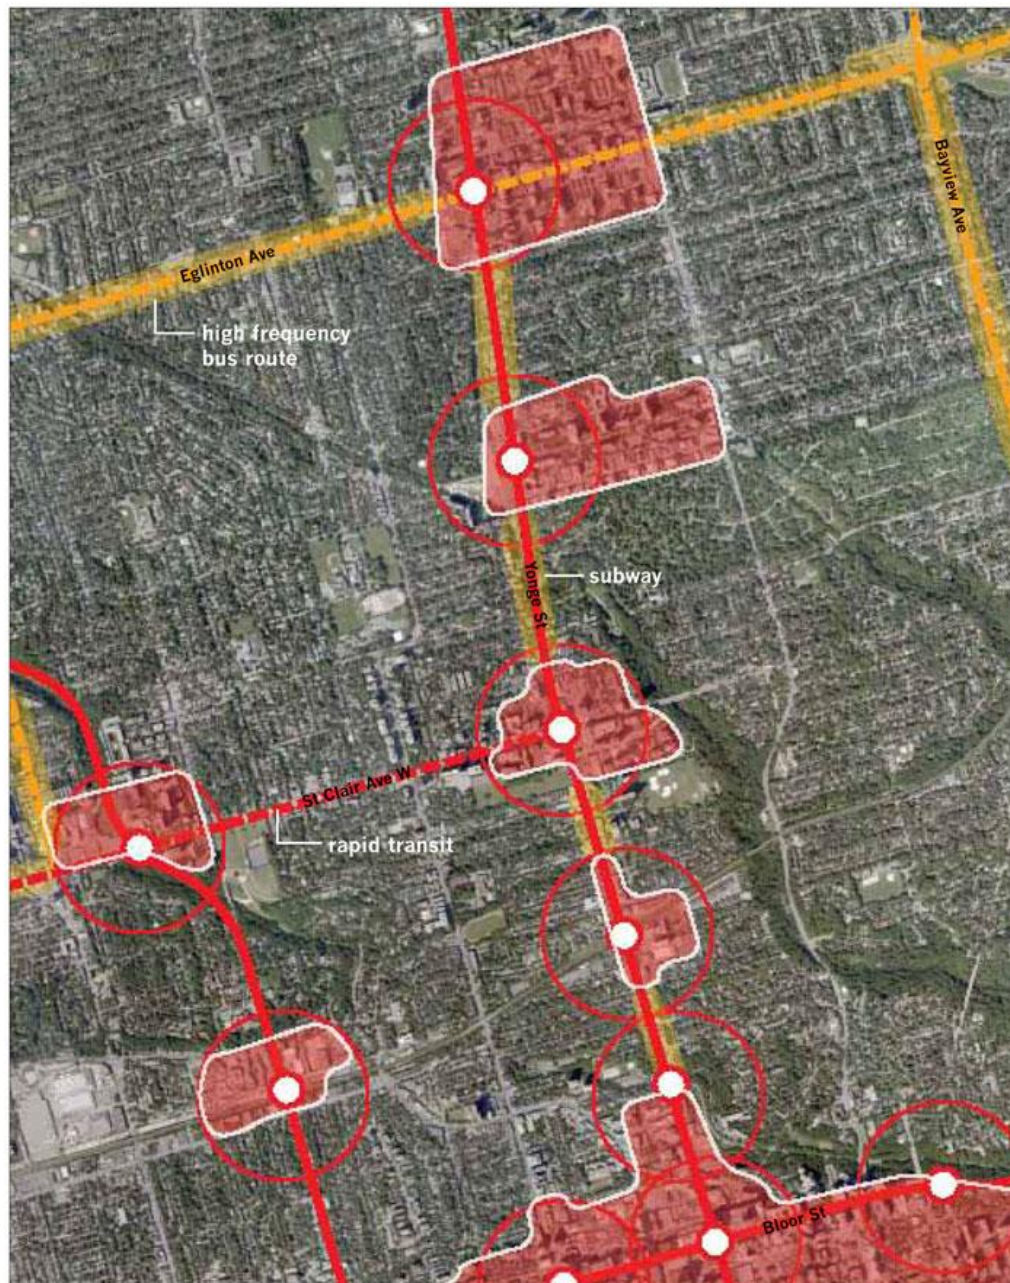 Bayview Ave
Eglinton Ave
high frequency
bus route
Yonge St
subway
St Clair Ave W
rapid transit
Bloor St